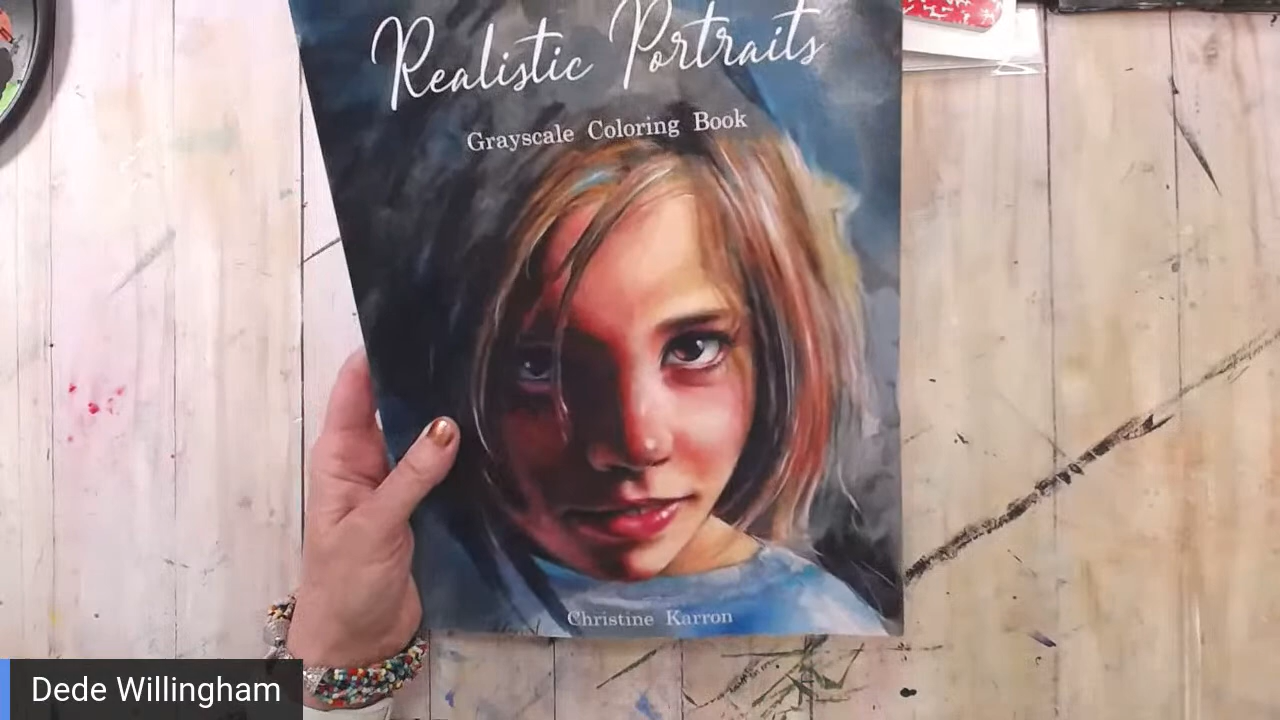 Realistic Portraits
Grayscale Coloring Book
Christine Karron
Dede Willingham